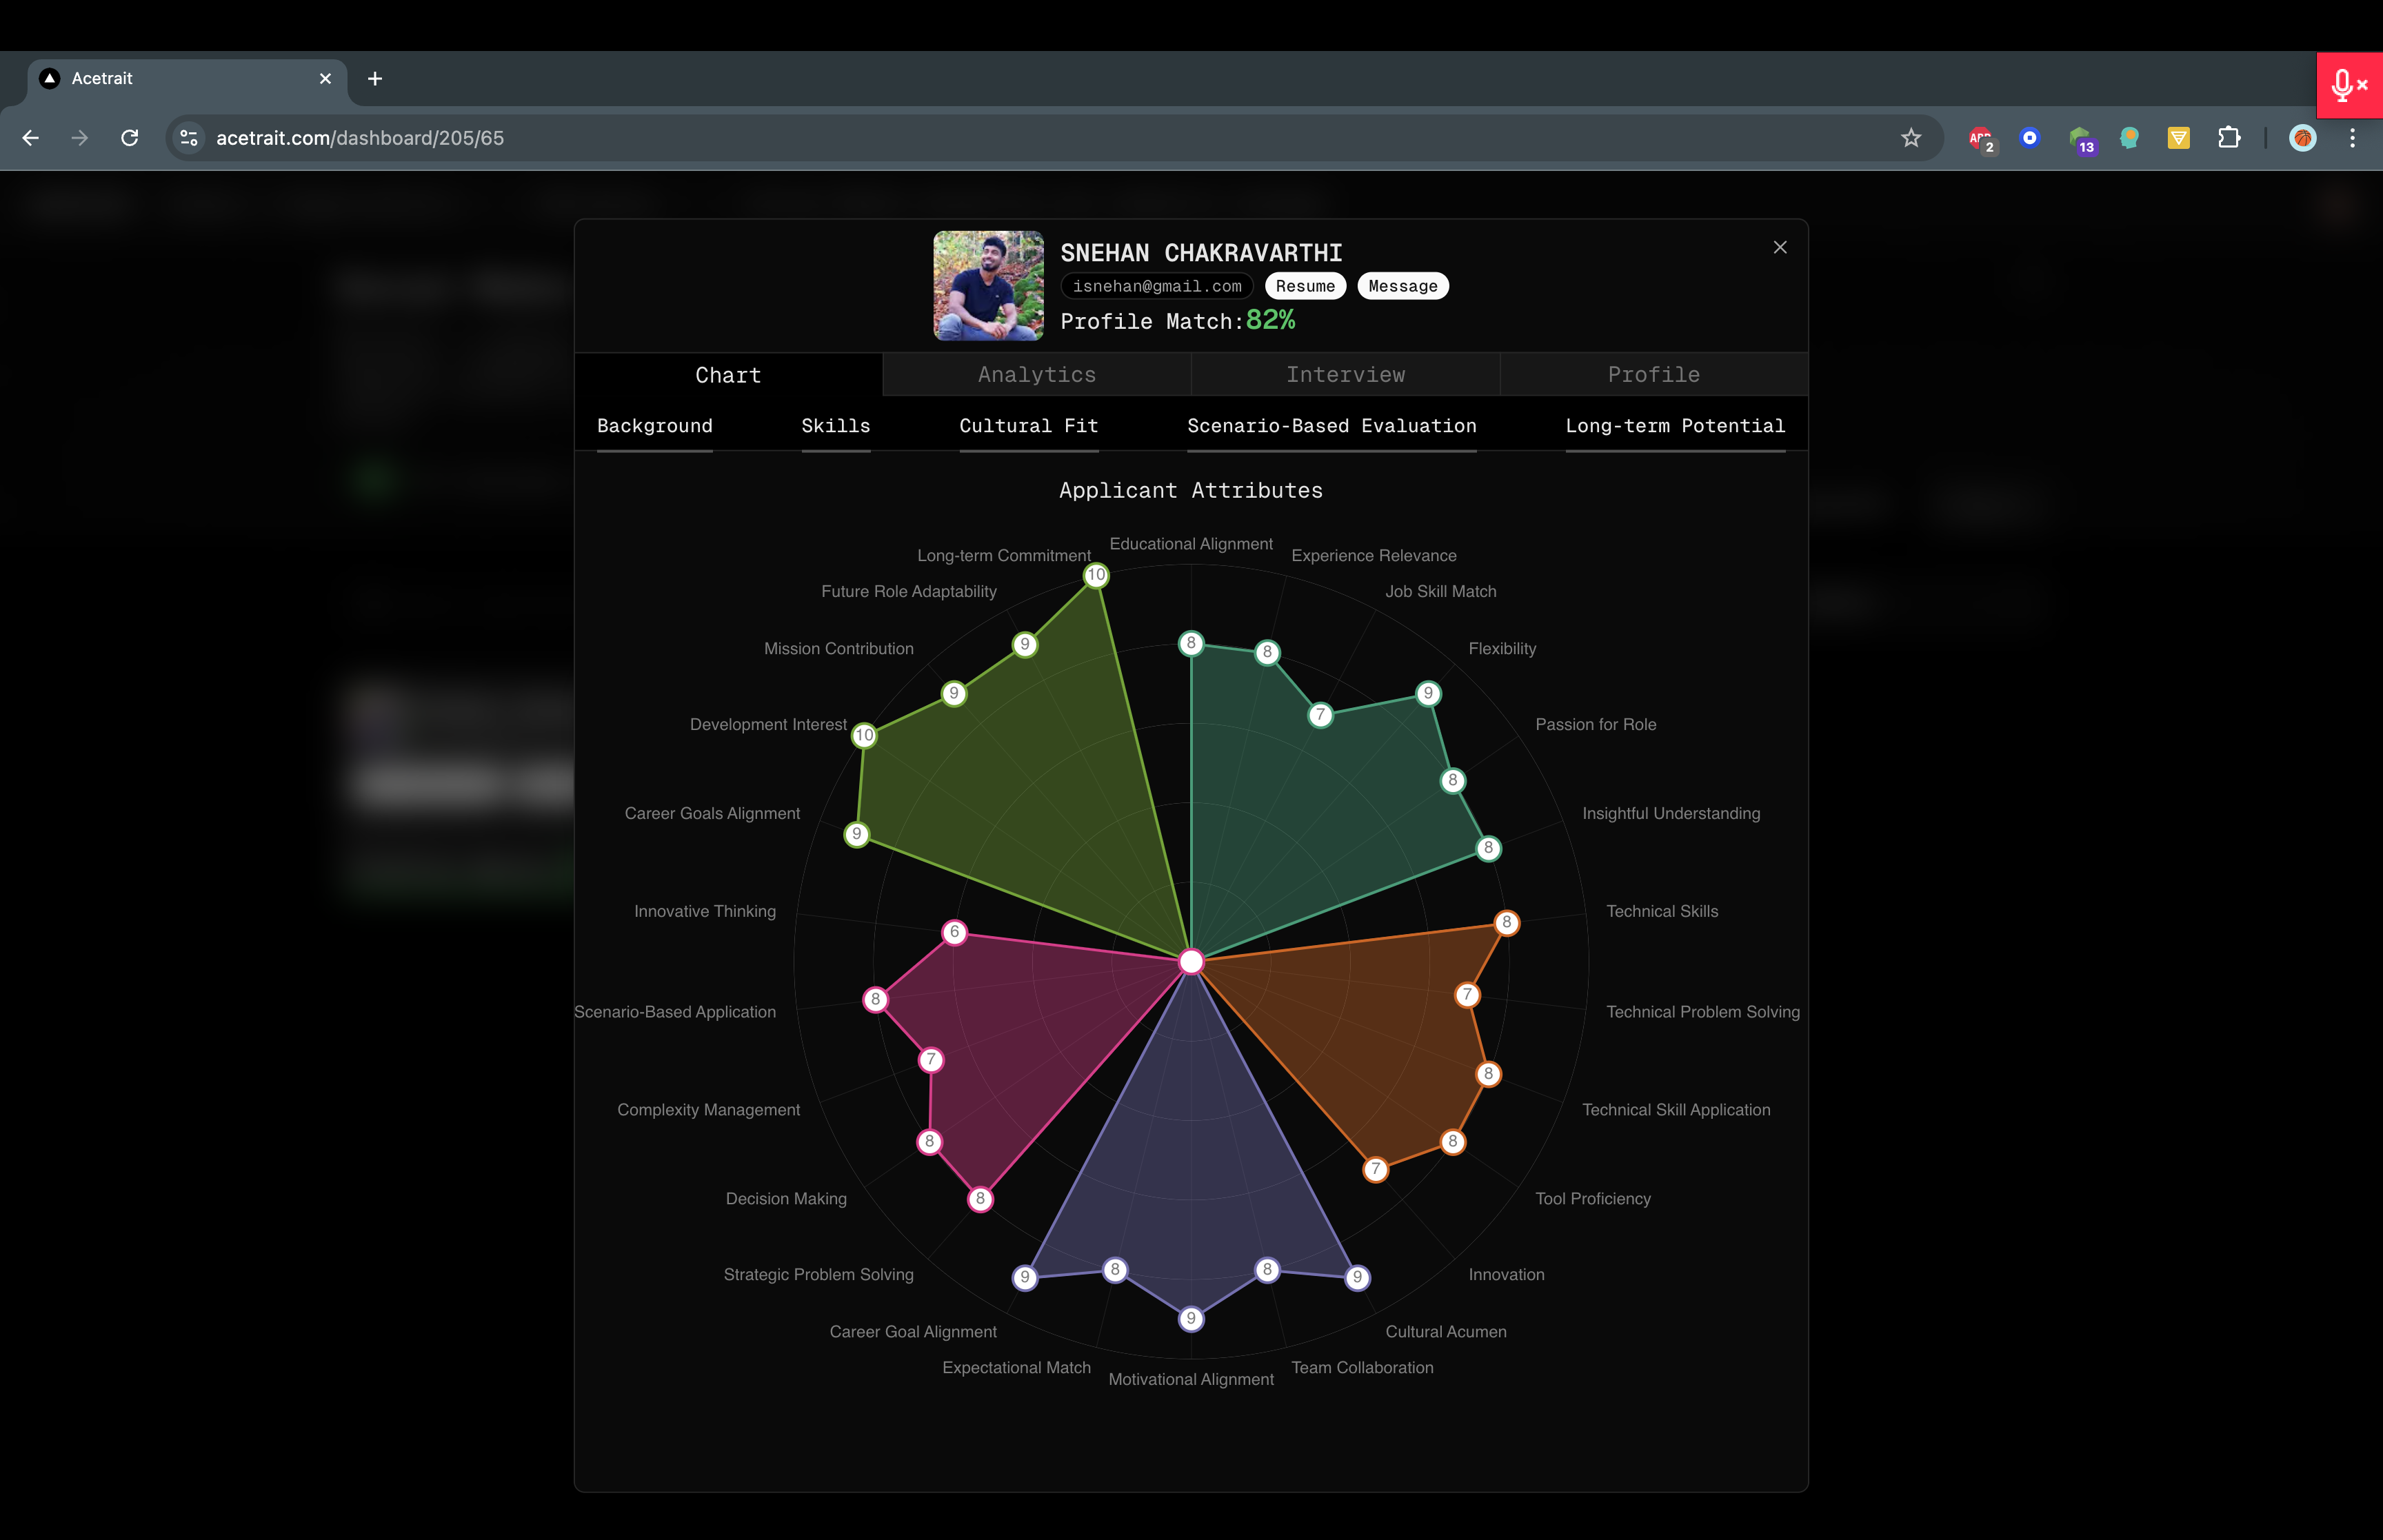 Acetrait
acetrait.com/dashboard/205/65
ABP 2
13
SNEHAN CHAKRAVARTHI
isnehan@gmail.com Resume Message
Profile Match:82%
Chart Analytics Interview Profile
Background Skills Cultural Fit Scenario-Based Evaluation Long-term Potential
Applicant Attributes
Educational Alignment
Long-term Commitment Experience Relevance
10
Future Role Adaptability Job Skill Match
9 8 8
Mission Contribution Flexibility
9 7 9
Development Interest Passion for Role
10 8
Career Goals Alignment Insightful Understanding
9 8
Innovative Thinking Technical Skills
6 8
8 7
Scenario-Based Application Technical Problem Solving
7 8
Complexity Management Technical Skill Application
8 8
7
Decision Making Tool Proficiency
8
Strategic Problem Solving Innovation
9 8 8 9
9
Career Goal Alignment Cultural Acumen
Expectational Match Team Collaboration
Motivational Alignment